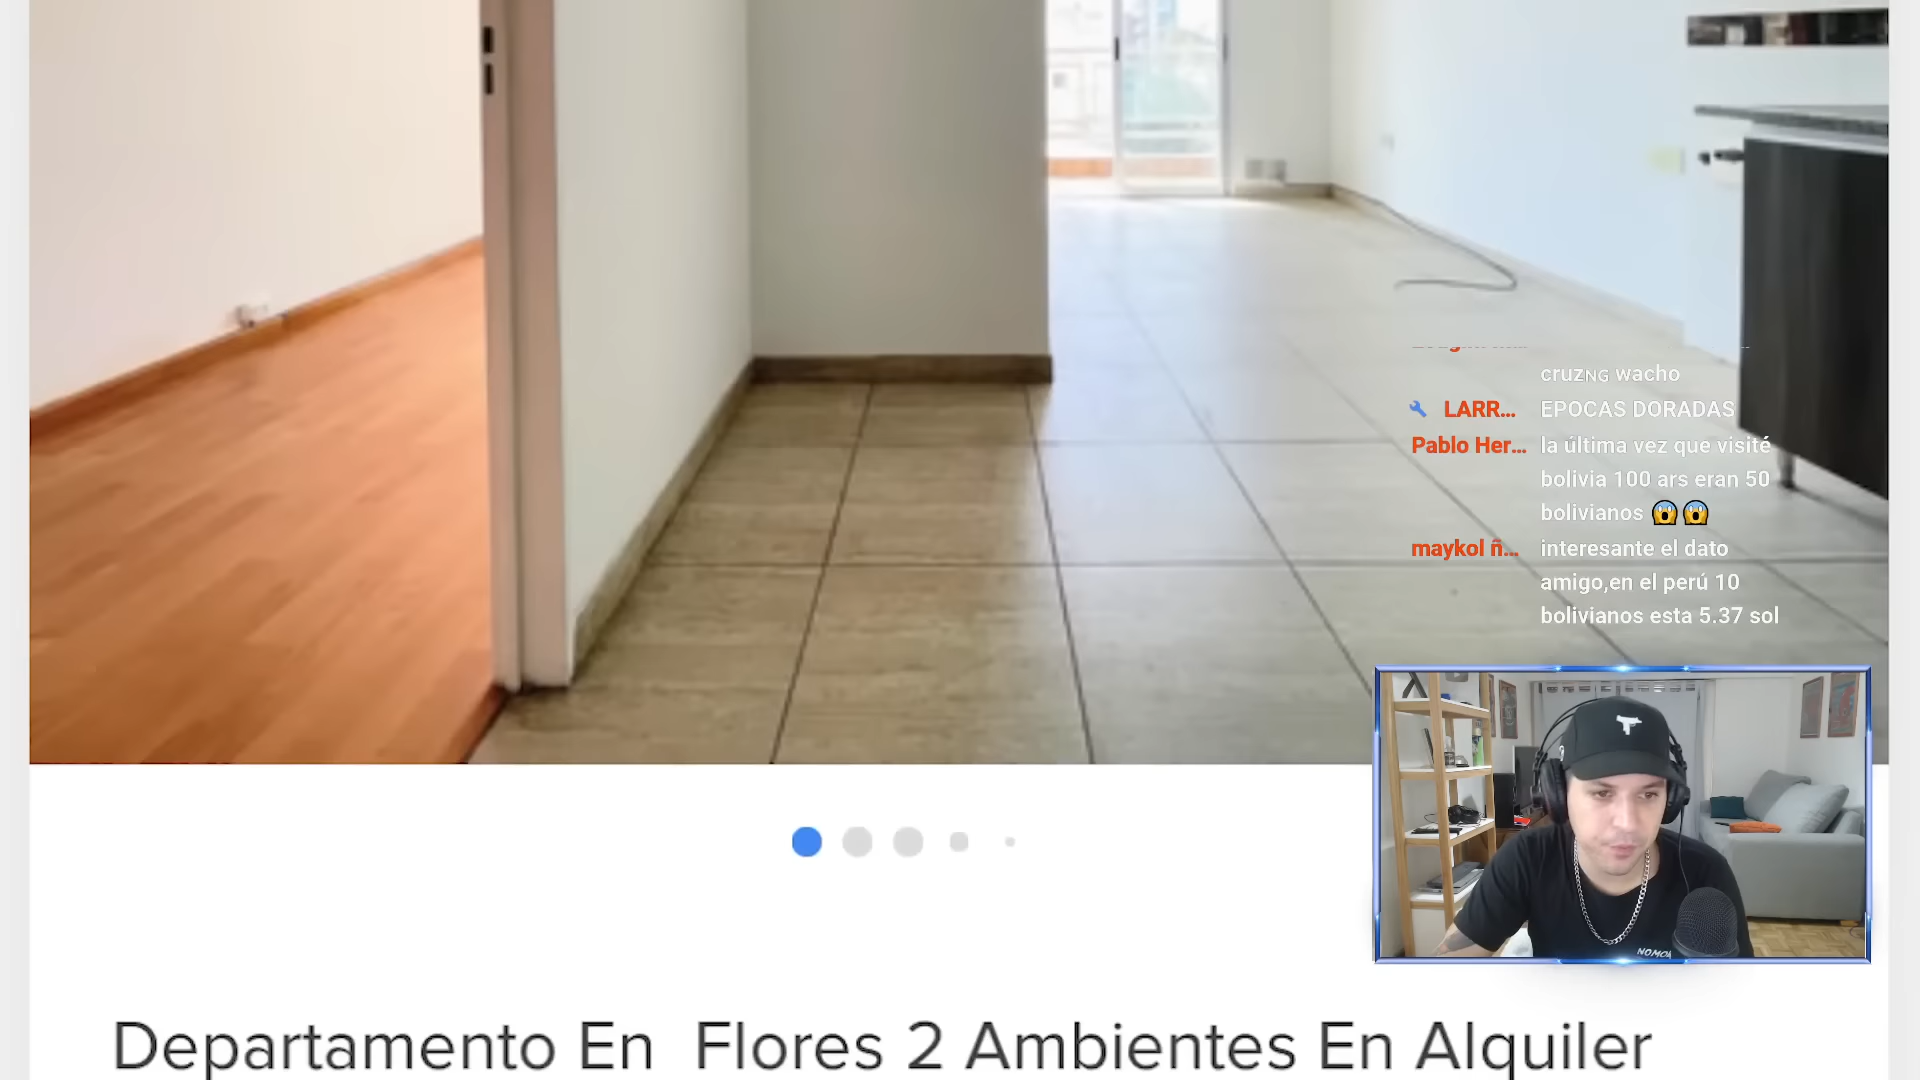 cruzNG wacho
LARR... EPOCAS DORADAS
Pablo Her... la última vez que visité
bolivia 100 ars eran 50
bolivianos 😱😱
maykol ñ... interesante el dato
amigo,en el perú 10
bolivianos esta 5.37 sol
NOMO
Departamento En Flores 2 Ambientes En Alquiler